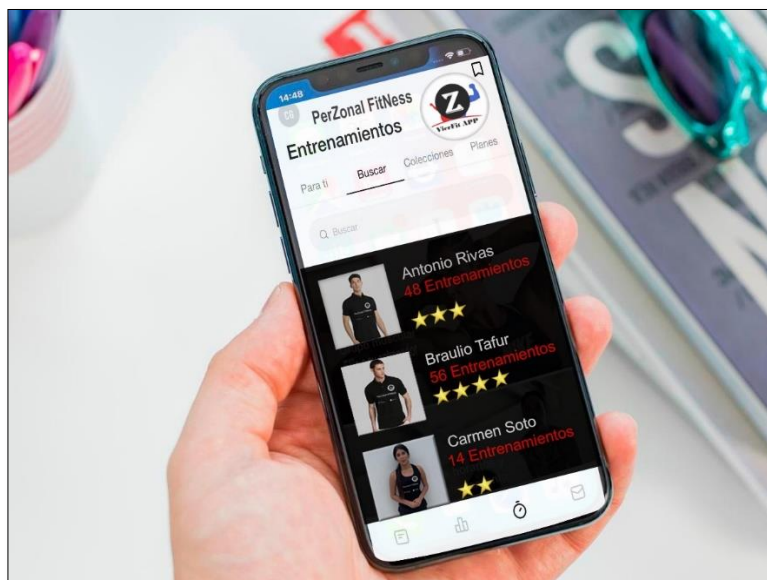 14:48
CG
PerZonal FitNess
Entrenamientos
Z
ViveFit APP
Para ti
Buscar
Colecciones
Planes
Buscar
Antonio Rivas
48 Entrenamientos
Braulio Tafur
56 Entrenamientos
Carmen Soto
14 Entrenamientos